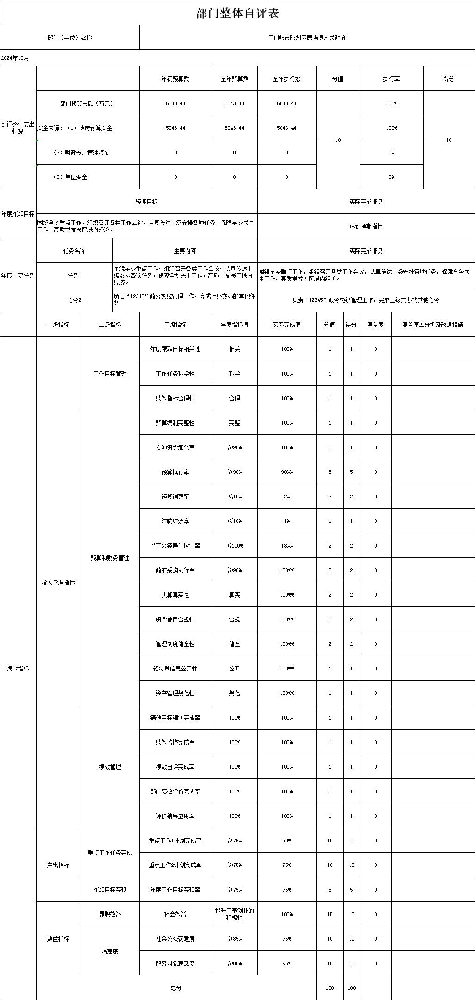 部门整体自评表
部门（单位）名称 三门峡市陕州区原店镇人民政府
2024年10月
部门整体支出情况
年初预算数 全年预算数 全年执行数 分值 执行率 得分
部门预算总额（万元） 5043.44 5043.44 5043.44 10 100% 10
资金来源：（1）政府预算资金 5043.44 5043.44 5043.44 100%
（2）财政专户管理资金 0 0 0 0%
（3）单位资金 0 0 0 0%
年度履职目标
预期目标 实际完成情况
围绕全乡重点工作，组织召开各类工作会议，认真传达上级安排各项任务，保障全乡民生
工作，高质量发展区域内经济。
达到预期指标
年度主要任务
任务名称 主要内容 实际完成情况
任务1
围绕全乡重点工作，组织召开各类工作会议，认真传达上
级安排各项任务，保障全乡民生工作，高质量发展区域内
经济。
围绕全乡重点工作，组织召开各类工作会议，认真传达上级安排各项任务，保障全乡民
生工作，高质量发展区域内经济。
任务2
负责“12345”政务热线管理工作，完成上级交办的其他任
务
负责“12345”政务热线管理工作，完成上级交办的其他任务
一级指标 二级指标 三级指标 年度指标值 实际完成值 分值 得分 偏差度 偏差原因分析及改进措施
绩效指标
投入管理指标
工作目标管理
年度履职目标相关性 相关 100% 1 1 0
工作任务科学性 科学 100% 1 1 0
绩效指标合理性 合理 100% 1 1 0
预算和财务管理
预算编制完整性 完整 100% 1 1 0
专项资金细化率 ≥90% 100% 1 1 0
预算执行率 ≥90% 90%% 5 5 0
预算调整率 ≤10% 2% 2 2 0
结转结余率 ≤10% 1% 1 1 0
“三公经费”控制率 ≤100% 18%% 2 2 0
政府采购执行率 ≥90% 100%% 2 2 0
决算真实性 真实 100%% 2 2 0
资金使用合规性 合规 100%% 2 2 0
管理制度健全性 健全 100%% 2 2 0
预决算信息公开性 公开 100%% 1 1 0
资产管理规范性 规范 100%% 1 1 0
绩效管理
绩效目标编制完成率 100% 100% 1 1 0
绩效监控完成率 100% 100% 1 1 0
绩效自评完成率 100% 100% 1 1 0
部门绩效评价完成率 100% 100% 1 1 0
评价结果应用率 100% 100% 1 1 0
产出指标
重点工作任务完成
重点工作1计划完成率 ≥75% 90% 10 10 0
重点工作2计划完成率 ≥75% 95% 10 10 0
履职目标实现 年度工作目标实现率 ≥75% 95% 5 5 0
效益指标
履职效益 社会效益 提升干事创业的积极性 100% 15 15 0
满意度
社会公众满意度 ≥85% 95% 10 10 0
服务对象满意度 ≥85% 95% 10 10 0
总分 100 100